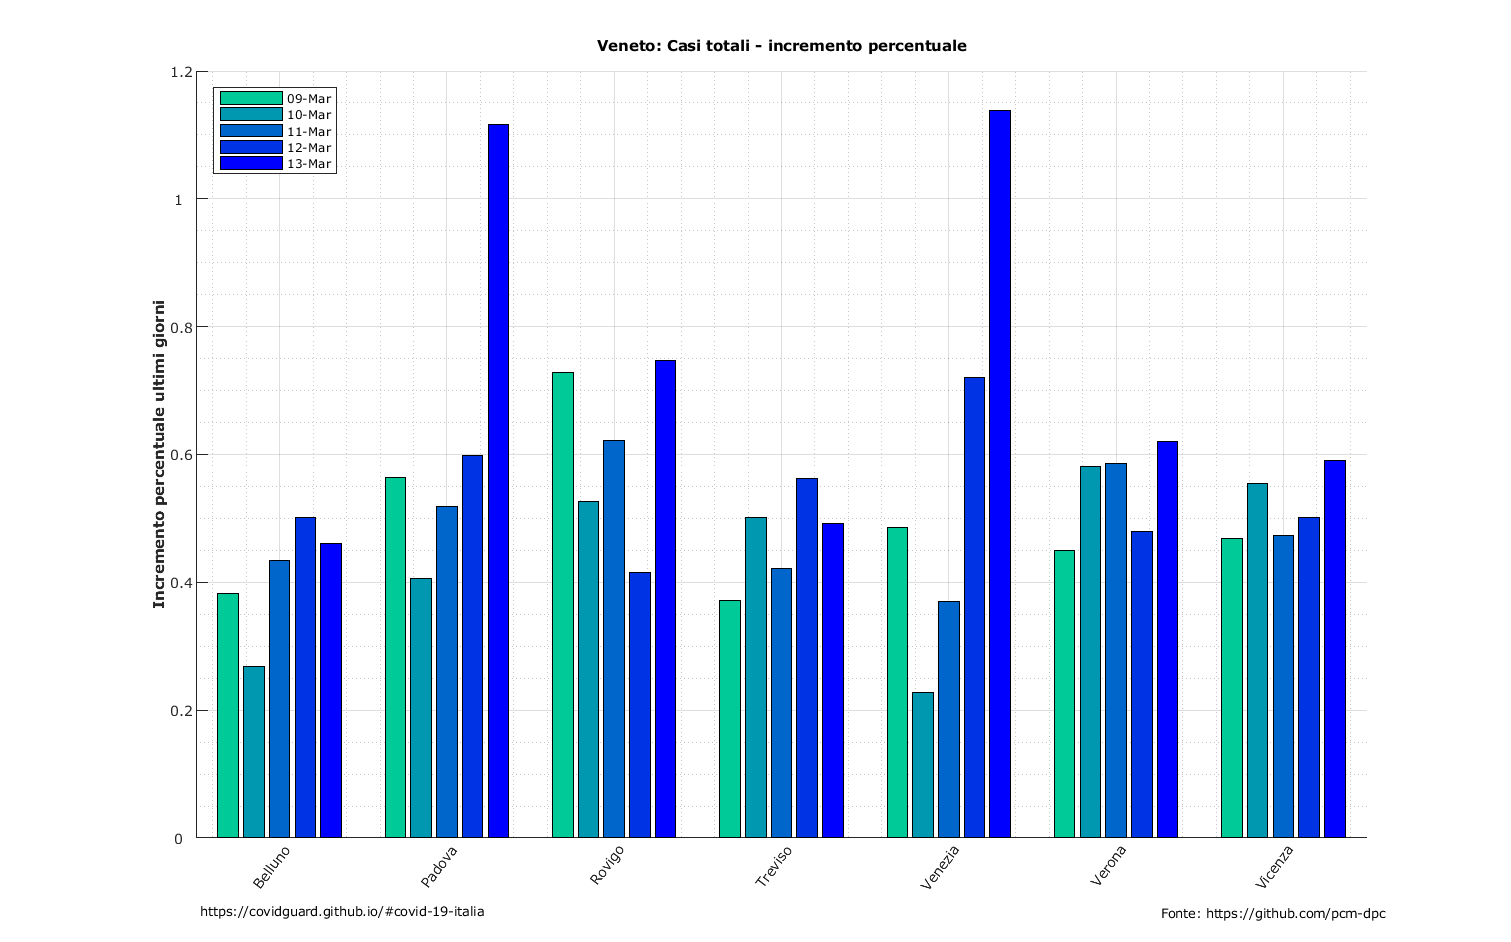 Veneto: Casi totali - incremento percentuale
1.2
1
0.8
0.6
0.4
0.2
0
Incremento percentuale ultimi giorni
09-Mar
10-Mar
11-Mar
12-Mar
13-Mar
Belluno
Padova
Rovigo
Treviso
Venezia
Verona
Vicenza
https://covidguard.github.io/#covid-19-italia
Fonte: https://github.com/pcm-dpc